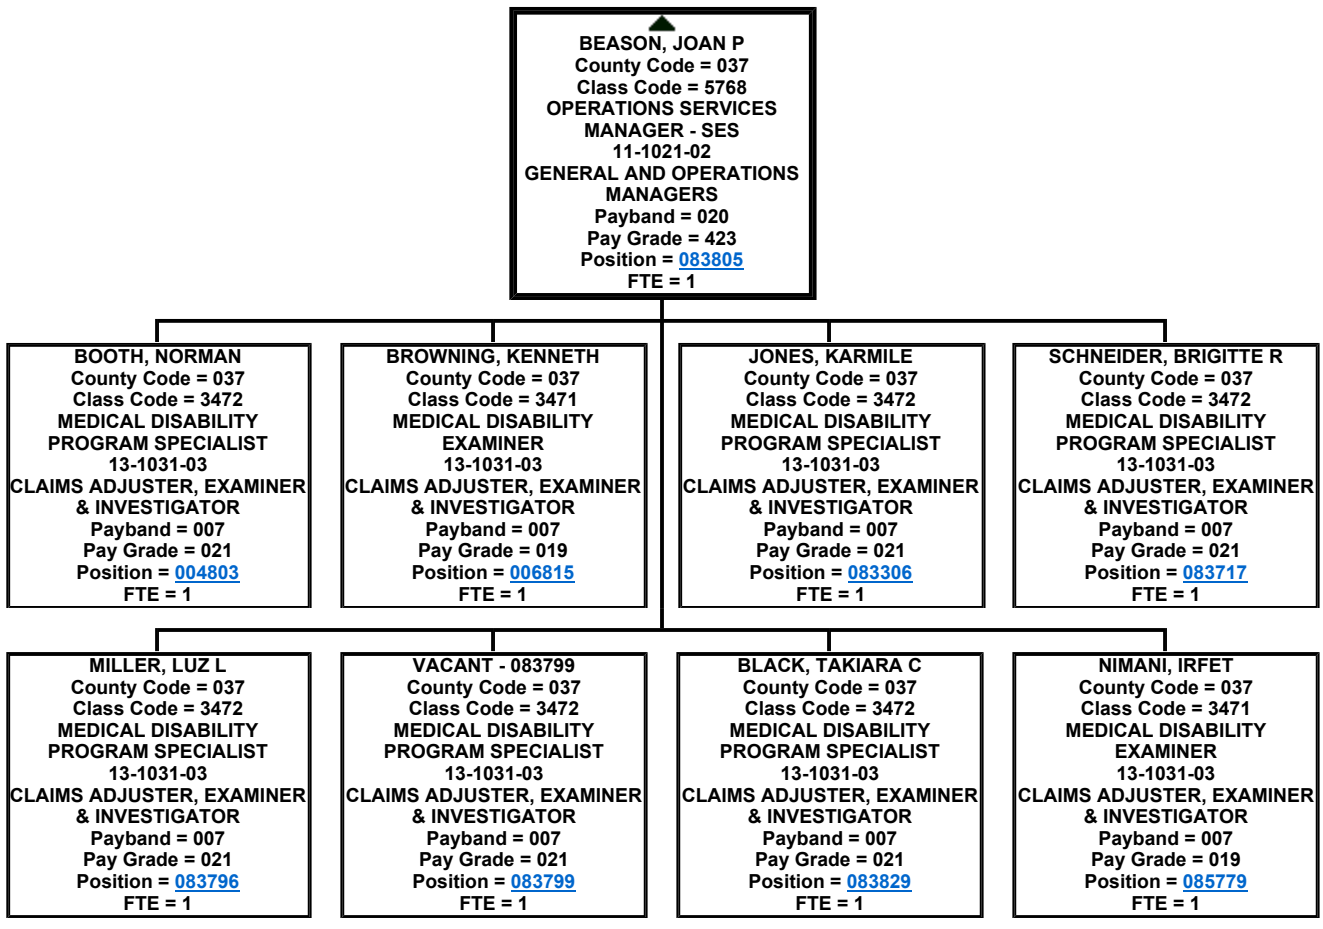 BEASON, JOAN P
County Code = 037
Class Code = 5768
OPERATIONS SERVICES
MANAGER - SES
11-1021-02
GENERAL AND OPERATIONS
MANAGERS
Payband = 020
Pay Grade = 423
Position = 083805
FTE = 1
BOOTH, NORMAN
County Code = 037
Class Code = 3472
MEDICAL DISABILITY
PROGRAM SPECIALIST
13-1031-03
CLAIMS ADJUSTER, EXAMINER
& INVESTIGATOR
Payband = 007
Pay Grade = 021
Position = 004803
FTE = 1
BROWNING, KENNETH
County Code = 037
Class Code = 3471
MEDICAL DISABILITY
EXAMINER
13-1031-03
CLAIMS ADJUSTER, EXAMINER
& INVESTIGATOR
Payband = 007
Pay Grade = 019
Position = 006815
FTE = 1
JONES, KARMILE
County Code = 037
Class Code = 3472
MEDICAL DISABILITY
PROGRAM SPECIALIST
13-1031-03
CLAIMS ADJUSTER, EXAMINER
& INVESTIGATOR
Payband = 007
Pay Grade = 021
Position = 083306
FTE = 1
SCHNEIDER, BRIGITTE R
County Code = 037
Class Code = 3472
MEDICAL DISABILITY
PROGRAM SPECIALIST
13-1031-03
CLAIMS ADJUSTER, EXAMINER
& INVESTIGATOR
Payband = 007
Pay Grade = 021
Position = 083717
FTE = 1
MILLER, LUZ L
County Code = 037
Class Code = 3472
MEDICAL DISABILITY
PROGRAM SPECIALIST
13-1031-03
CLAIMS ADJUSTER, EXAMINER
& INVESTIGATOR
Payband = 007
Pay Grade = 021
Position = 083796
FTE = 1
VACANT - 083799
County Code = 037
Class Code = 3472
MEDICAL DISABILITY
PROGRAM SPECIALIST
13-1031-03
CLAIMS ADJUSTER, EXAMINER
& INVESTIGATOR
Payband = 007
Pay Grade = 021
Position = 083799
FTE = 1
BLACK, TAKIARA C
County Code = 037
Class Code = 3472
MEDICAL DISABILITY
PROGRAM SPECIALIST
13-1031-03
CLAIMS ADJUSTER, EXAMINER
& INVESTIGATOR
Payband = 007
Pay Grade = 021
Position = 083829
FTE = 1
NIMANI, IRFET
County Code = 037
Class Code = 3471
MEDICAL DISABILITY
EXAMINER
13-1031-03
CLAIMS ADJUSTER, EXAMINER
& INVESTIGATOR
Payband = 007
Pay Grade = 019
Position = 085779
FTE = 1